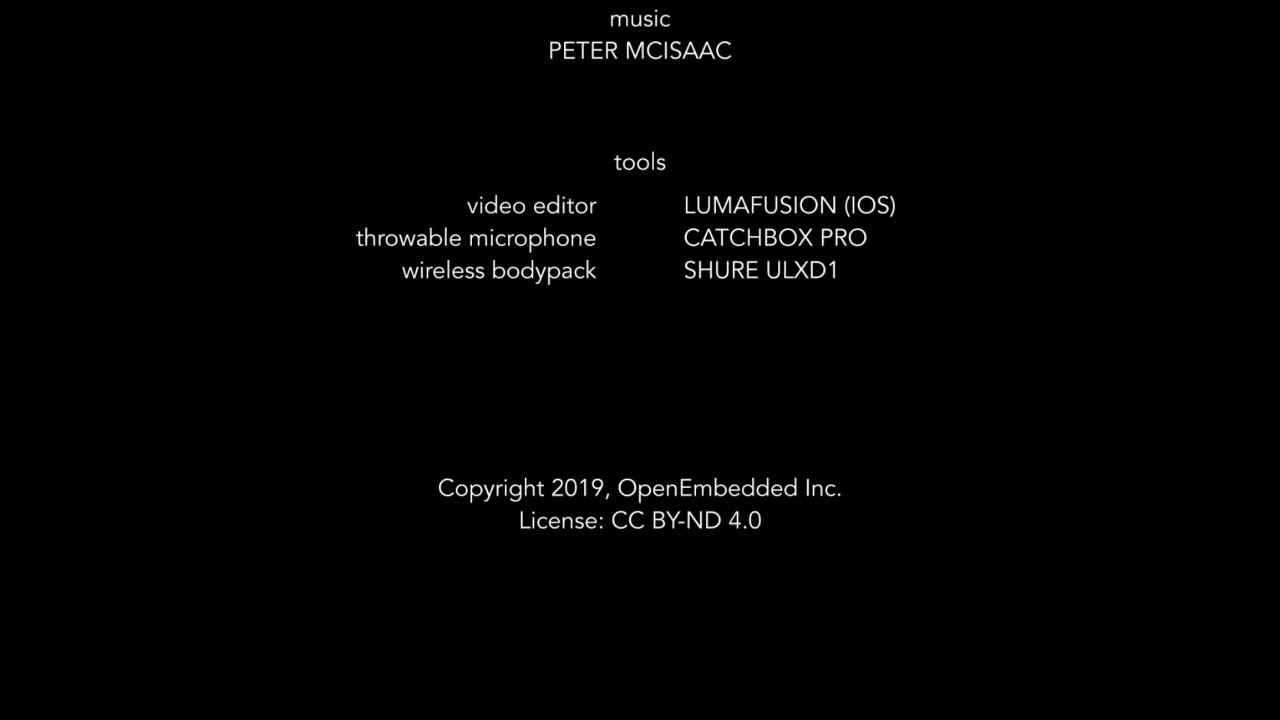 music
PETER MCISAAC
tools
video editor LUMAFUSION (IOS)
throwable microphone CATCHBOX PRO
wireless bodypack SHURE ULXD1
Copyright 2019, OpenEmbedded Inc.
License: CC BY-ND 4.0